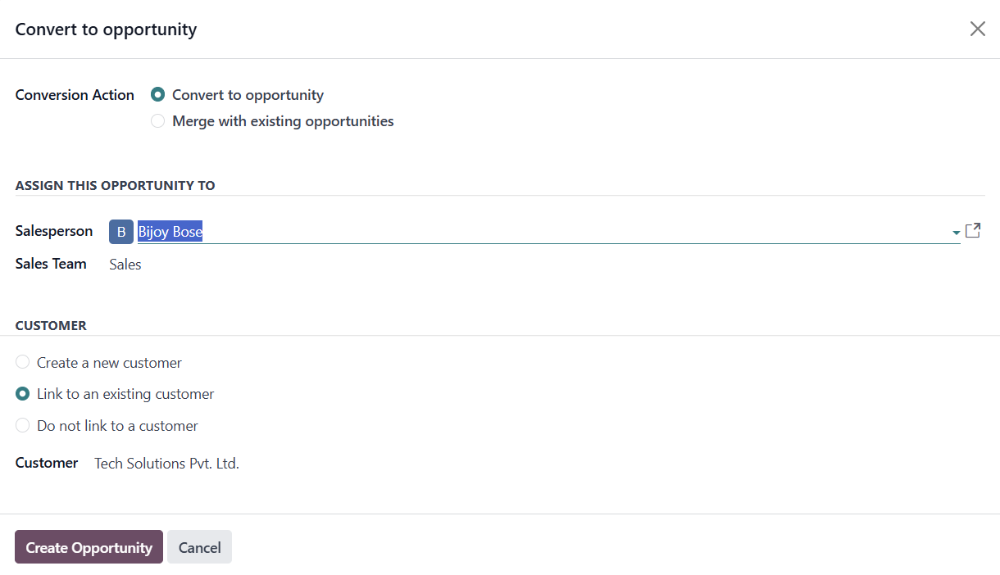 Convert to opportunity
Conversion Action Convert to opportunity
Merge with existing opportunities
ASSIGN THIS OPPORTUNITY TO
Salesperson B Bijoy Bose
Sales Team Sales
CUSTOMER
Create a new customer
Link to an existing customer
Do not link to a customer
Customer Tech Solutions Pvt. Ltd.
Create Opportunity Cancel